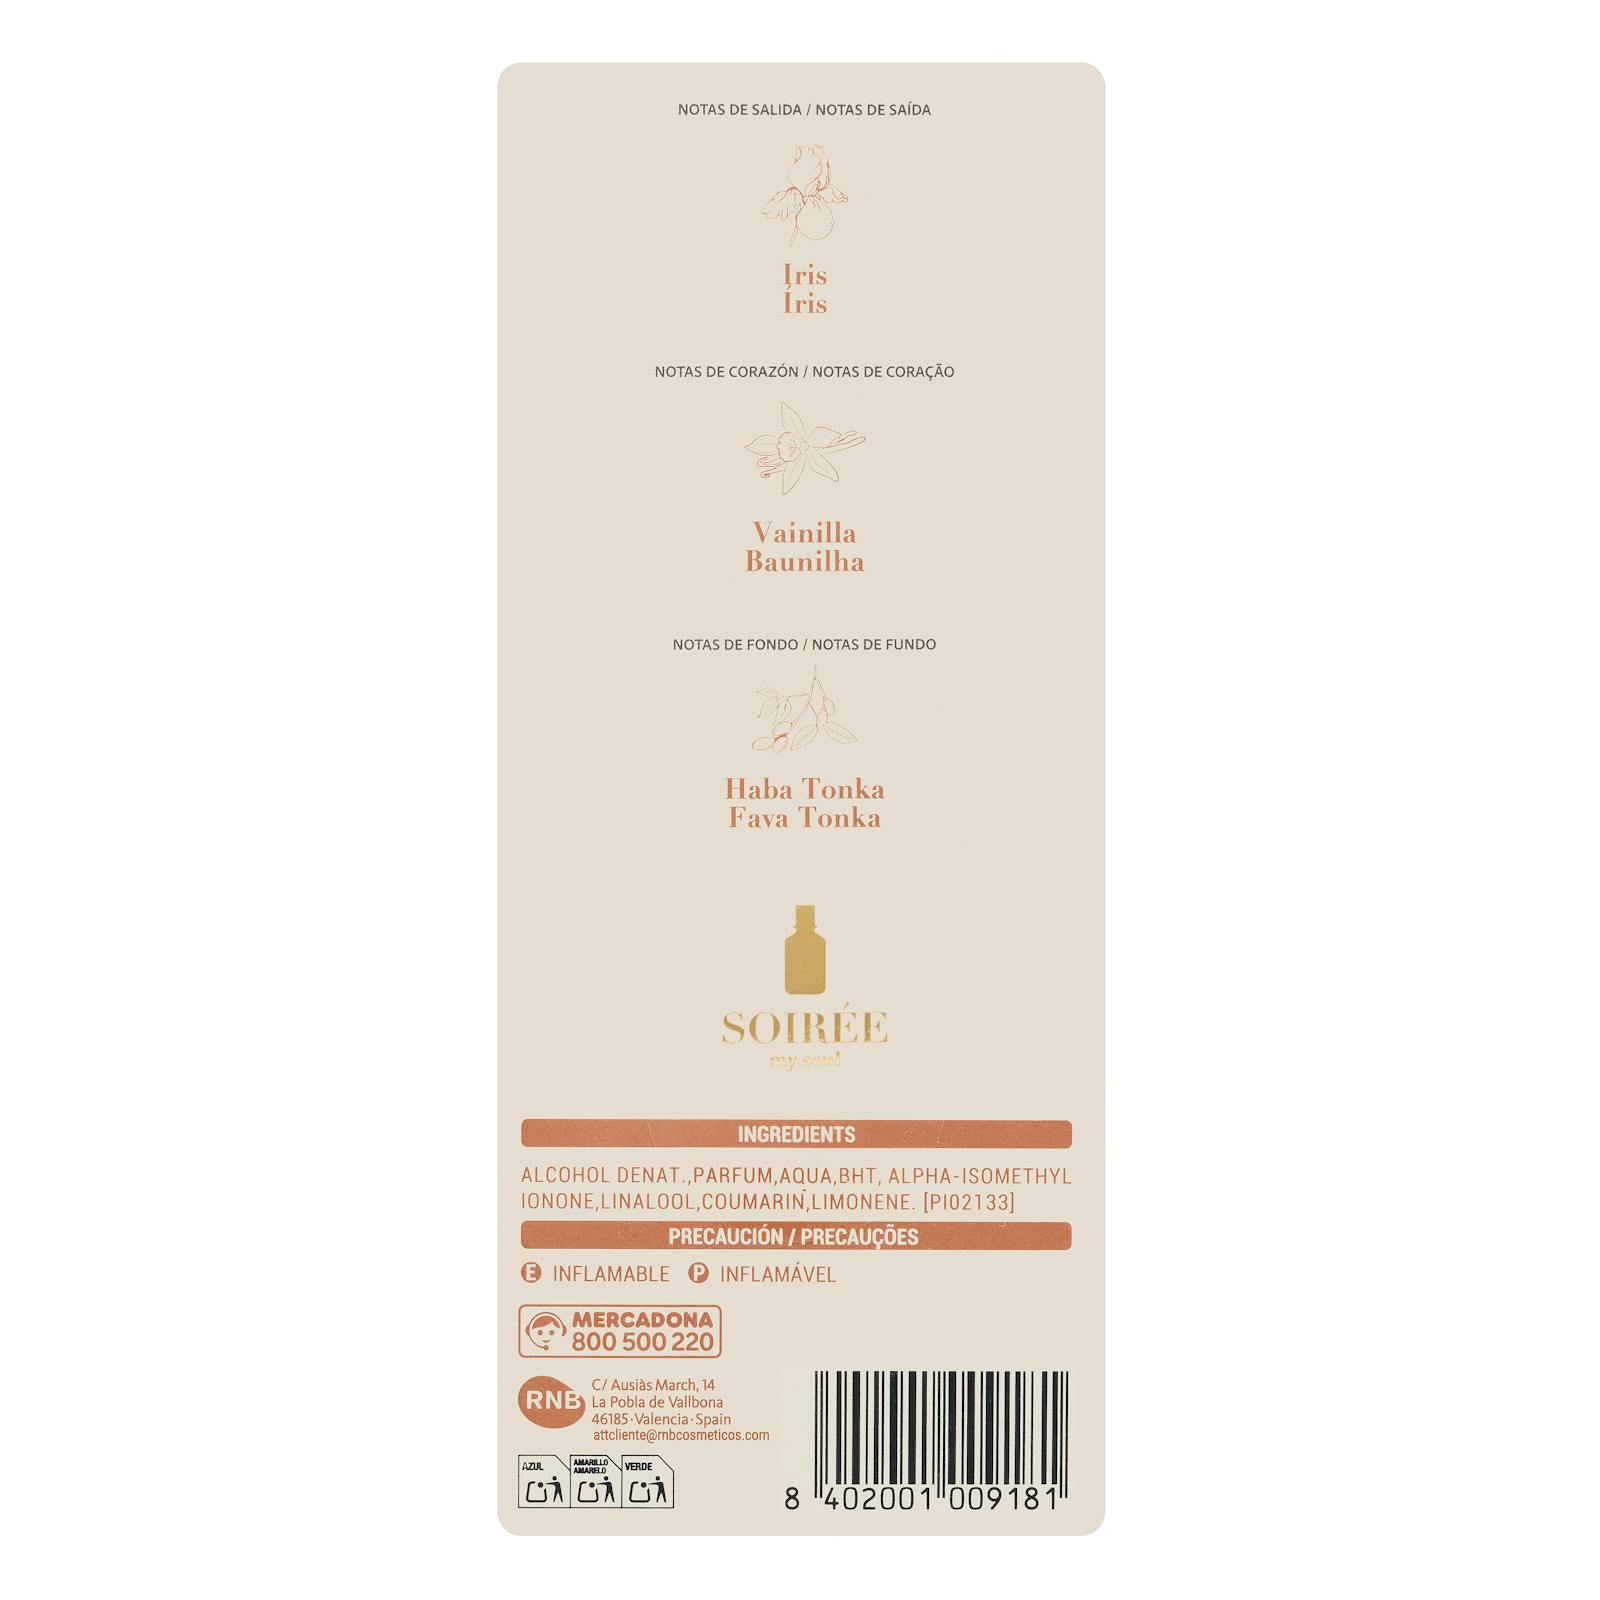 NOTAS DE SALIDA / NOTAS DE SAÍDA
Iris
Íris
NOTAS DE CORAZÓN / NOTAS DE CORAÇÃO
Vainilla
Baunilha
NOTAS DE FONDO / NOTAS DE FUNDO
Haba Tonka
Fava Tonka
SOIRÉE
my soul
INGREDIENTS
ALCOHOL DENAT.,PARFUM,AQUA,BHT, ALPHA-ISOMETHYL
IONONE,LINALOOL,COUMARIN,LIMONENE. [PI02133]
PRECAUCIÓN / PRECAUÇÕES
E INFLAMABLE P INFLAMÁVEL
MERCADONA
800 500 220
RNB
C/ Ausiàs March, 14
La Pobla de Vallbona
46185·Valencia·Spain
attcliente@rnbcosmeticos.com
AZUL
AMARILLO
AMARELO
VERDE
8 402001 009181